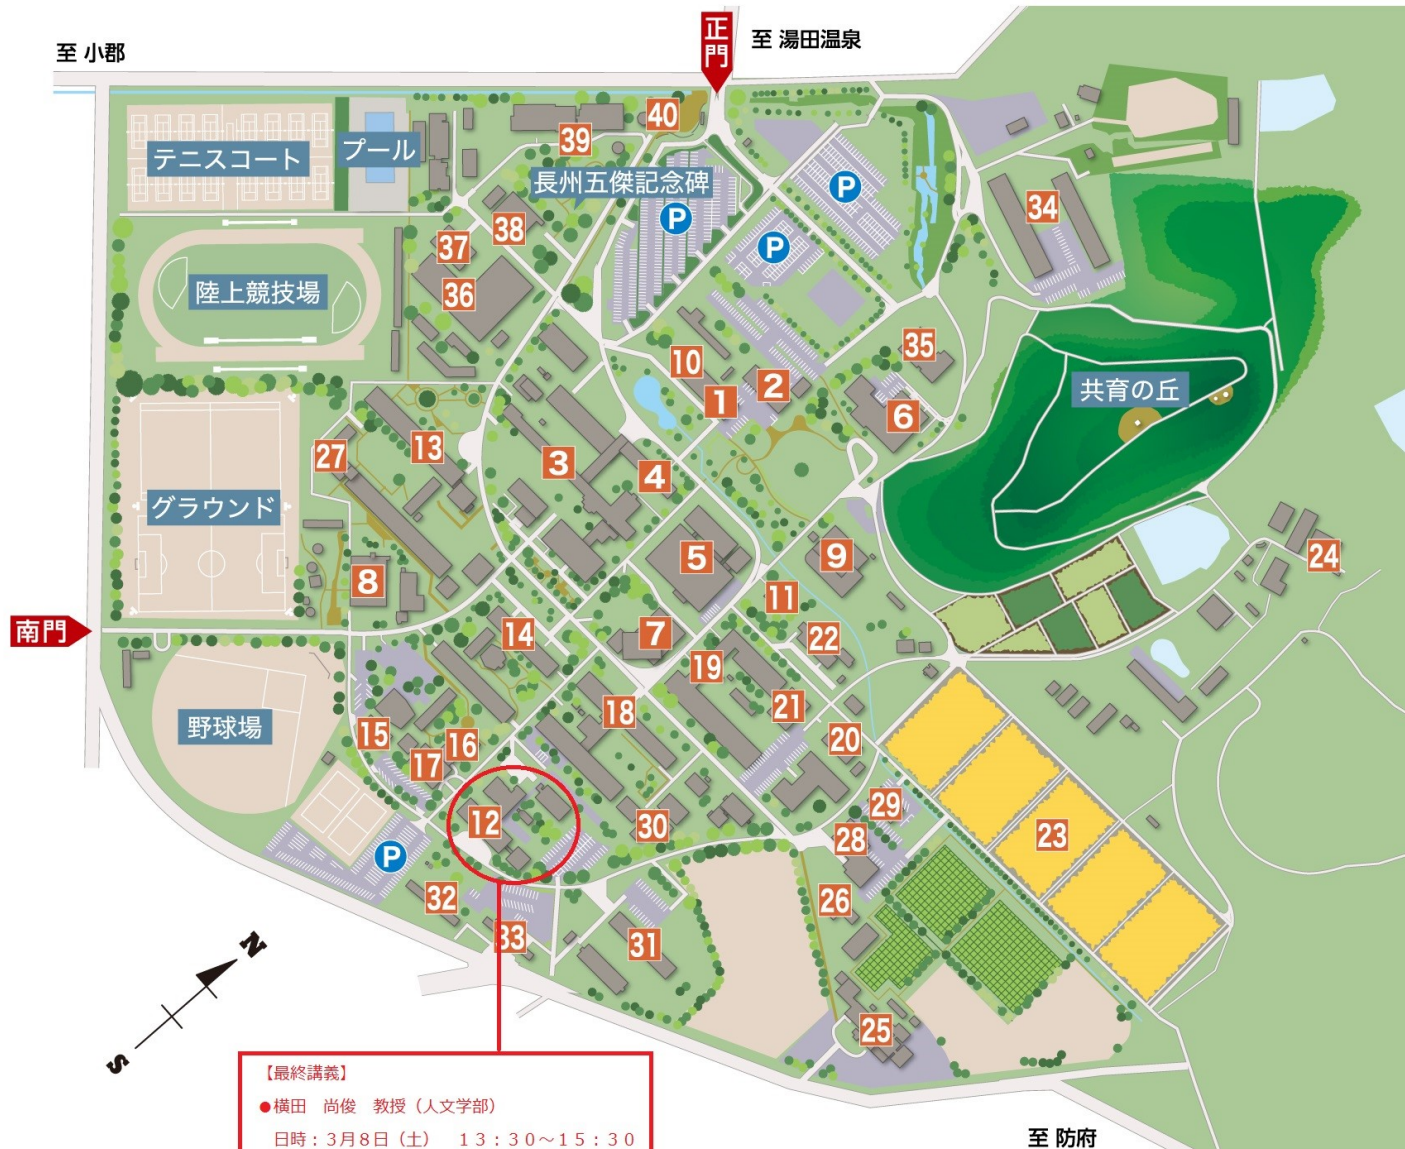 至 小郡
正門
至 湯田温泉
テニスコート
プール
39
40
長州五傑記念碑
P
P
P
34
38
37
36
陸上競技場
35
10
2
1
6
共育の丘
27
13
3
4
グラウンド
8
5
9
11
24
南門
14
7
22
19
野球場
15
16
17
18
21
20
23
12
30
29
28
P
32
33
31
26
25
N
S
【最終講義】
●横田 尚俊 教授（人文学部）
日時：３月８日（土） １３：３０～１５：３０
至 防府